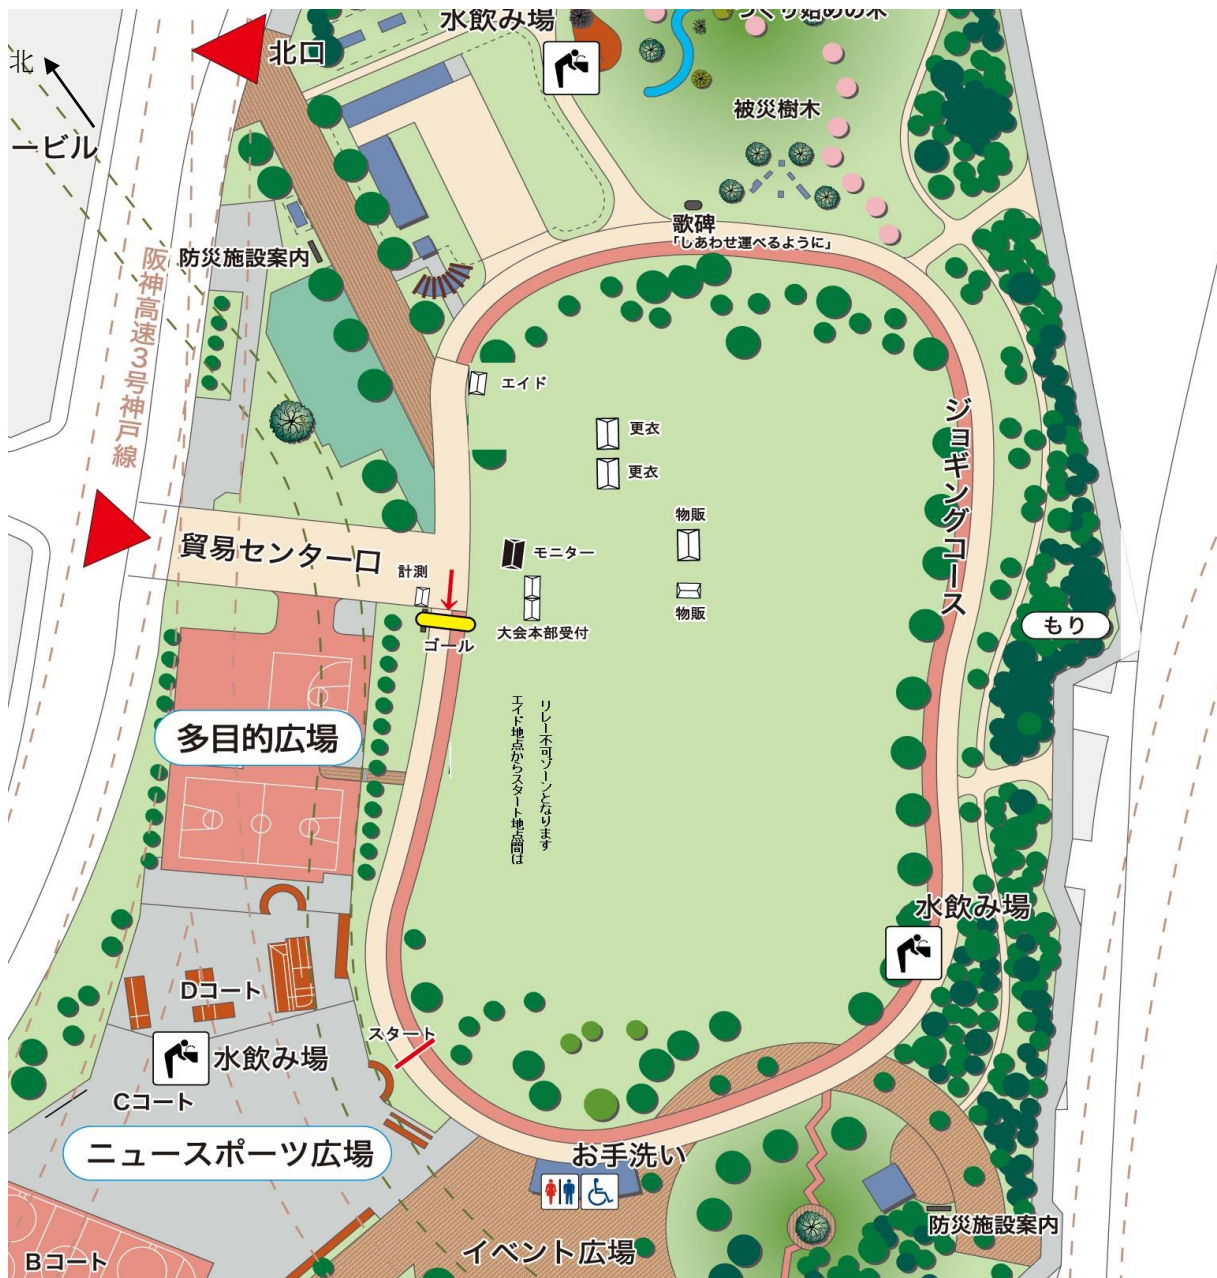 水飲み場
つくり始めの木
北口
北
ービル
被災樹木
歌碑
「しあわせ運べるように」
防災施設案内
阪神高速3号神戸線
エイド
更衣
更衣
ジョギングコース
物販
モニター
貿易センター口
計測
物販
大会本部受付
ゴール
もり
リレー不可ゾーンとなります
エイド地点からスタート地点間は
多目的広場
水飲み場
Dコート
スタート
水飲み場
Cコート
ニュースポーツ広場
お手洗い
防災施設案内
イベント広場
Bコート